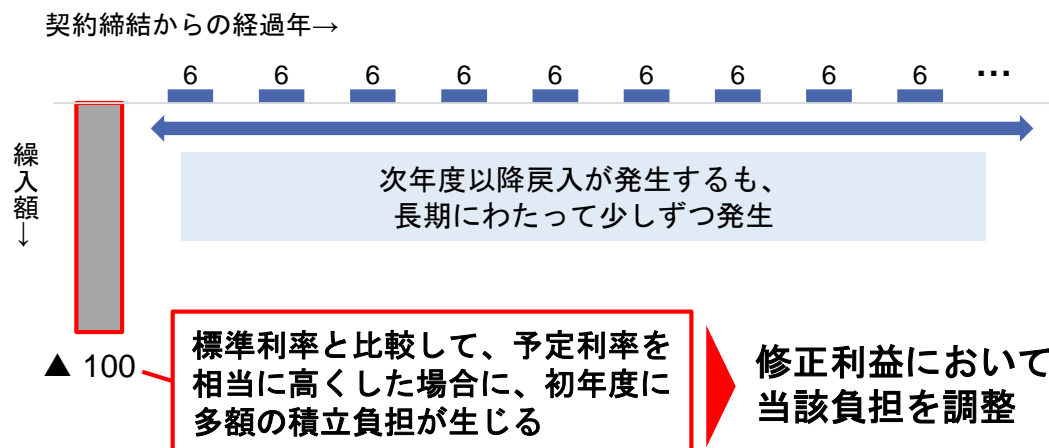 契約締結からの経過年→
6 6 6 6 6 6 6 6 6 …
繰入額→
次年度以降戻入が発生するも、
長期にわたって少しずつ発生
▲ 100
標準利率と比較して、予定利率を
相当に高くした場合に、初年度に
多額の積立負担が生じる
修正利益において
当該負担を調整